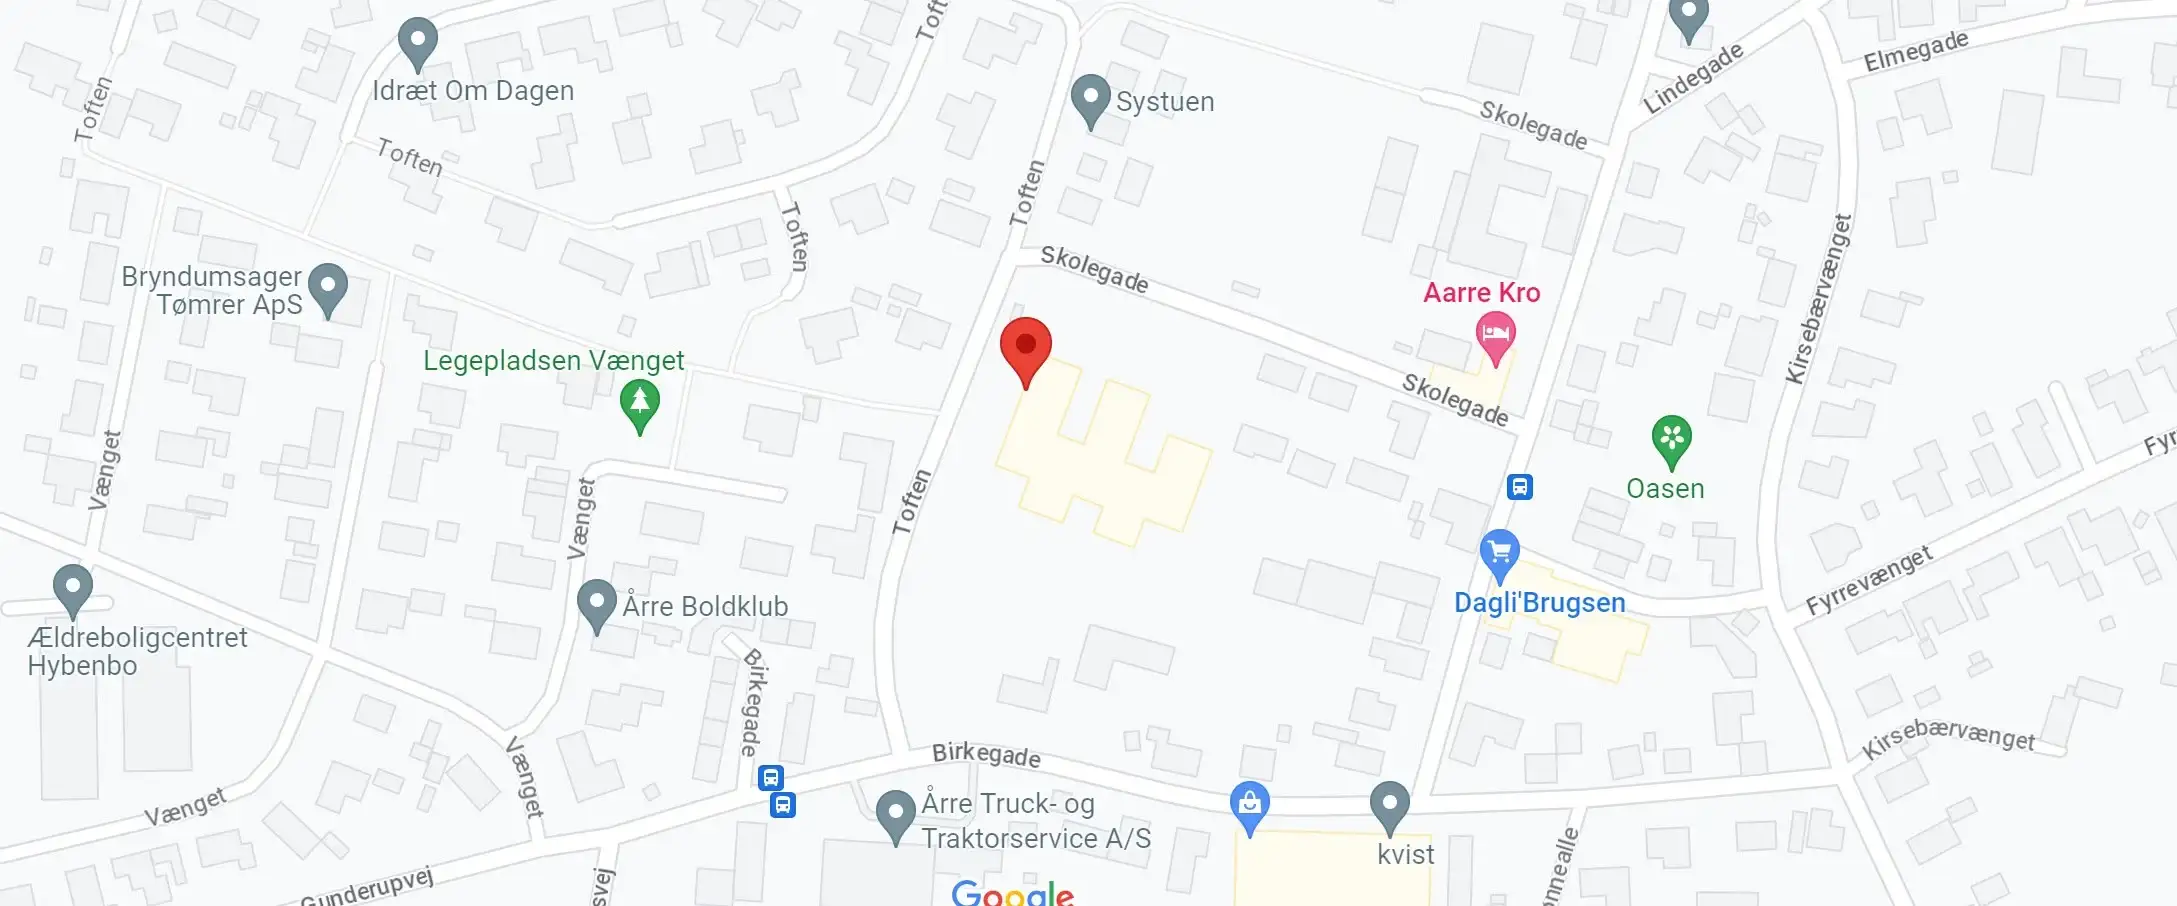 Toften
Idræt Om Dagen
Elmegade
Lindegade
Toften
Systuen
Skolegade
Toften
Toften
Toften
Skolegade
Kirsebærvænget
Bryndumsager
Tømrer ApS
Aarre Kro
Legepladsen Vænget
Skolegade
Vænget
Toften
Vænget
Oasen
Fyrrevænget
Dagli'Brugsen
Årre Boldklub
Ældreboligcentret
Hybenbo
Birkegade
Vænget
Birkegade
Kirsebærvænget
Vænget
Årre Truck- og
Traktorservice A/S
kvist
Gunderupvej
Google